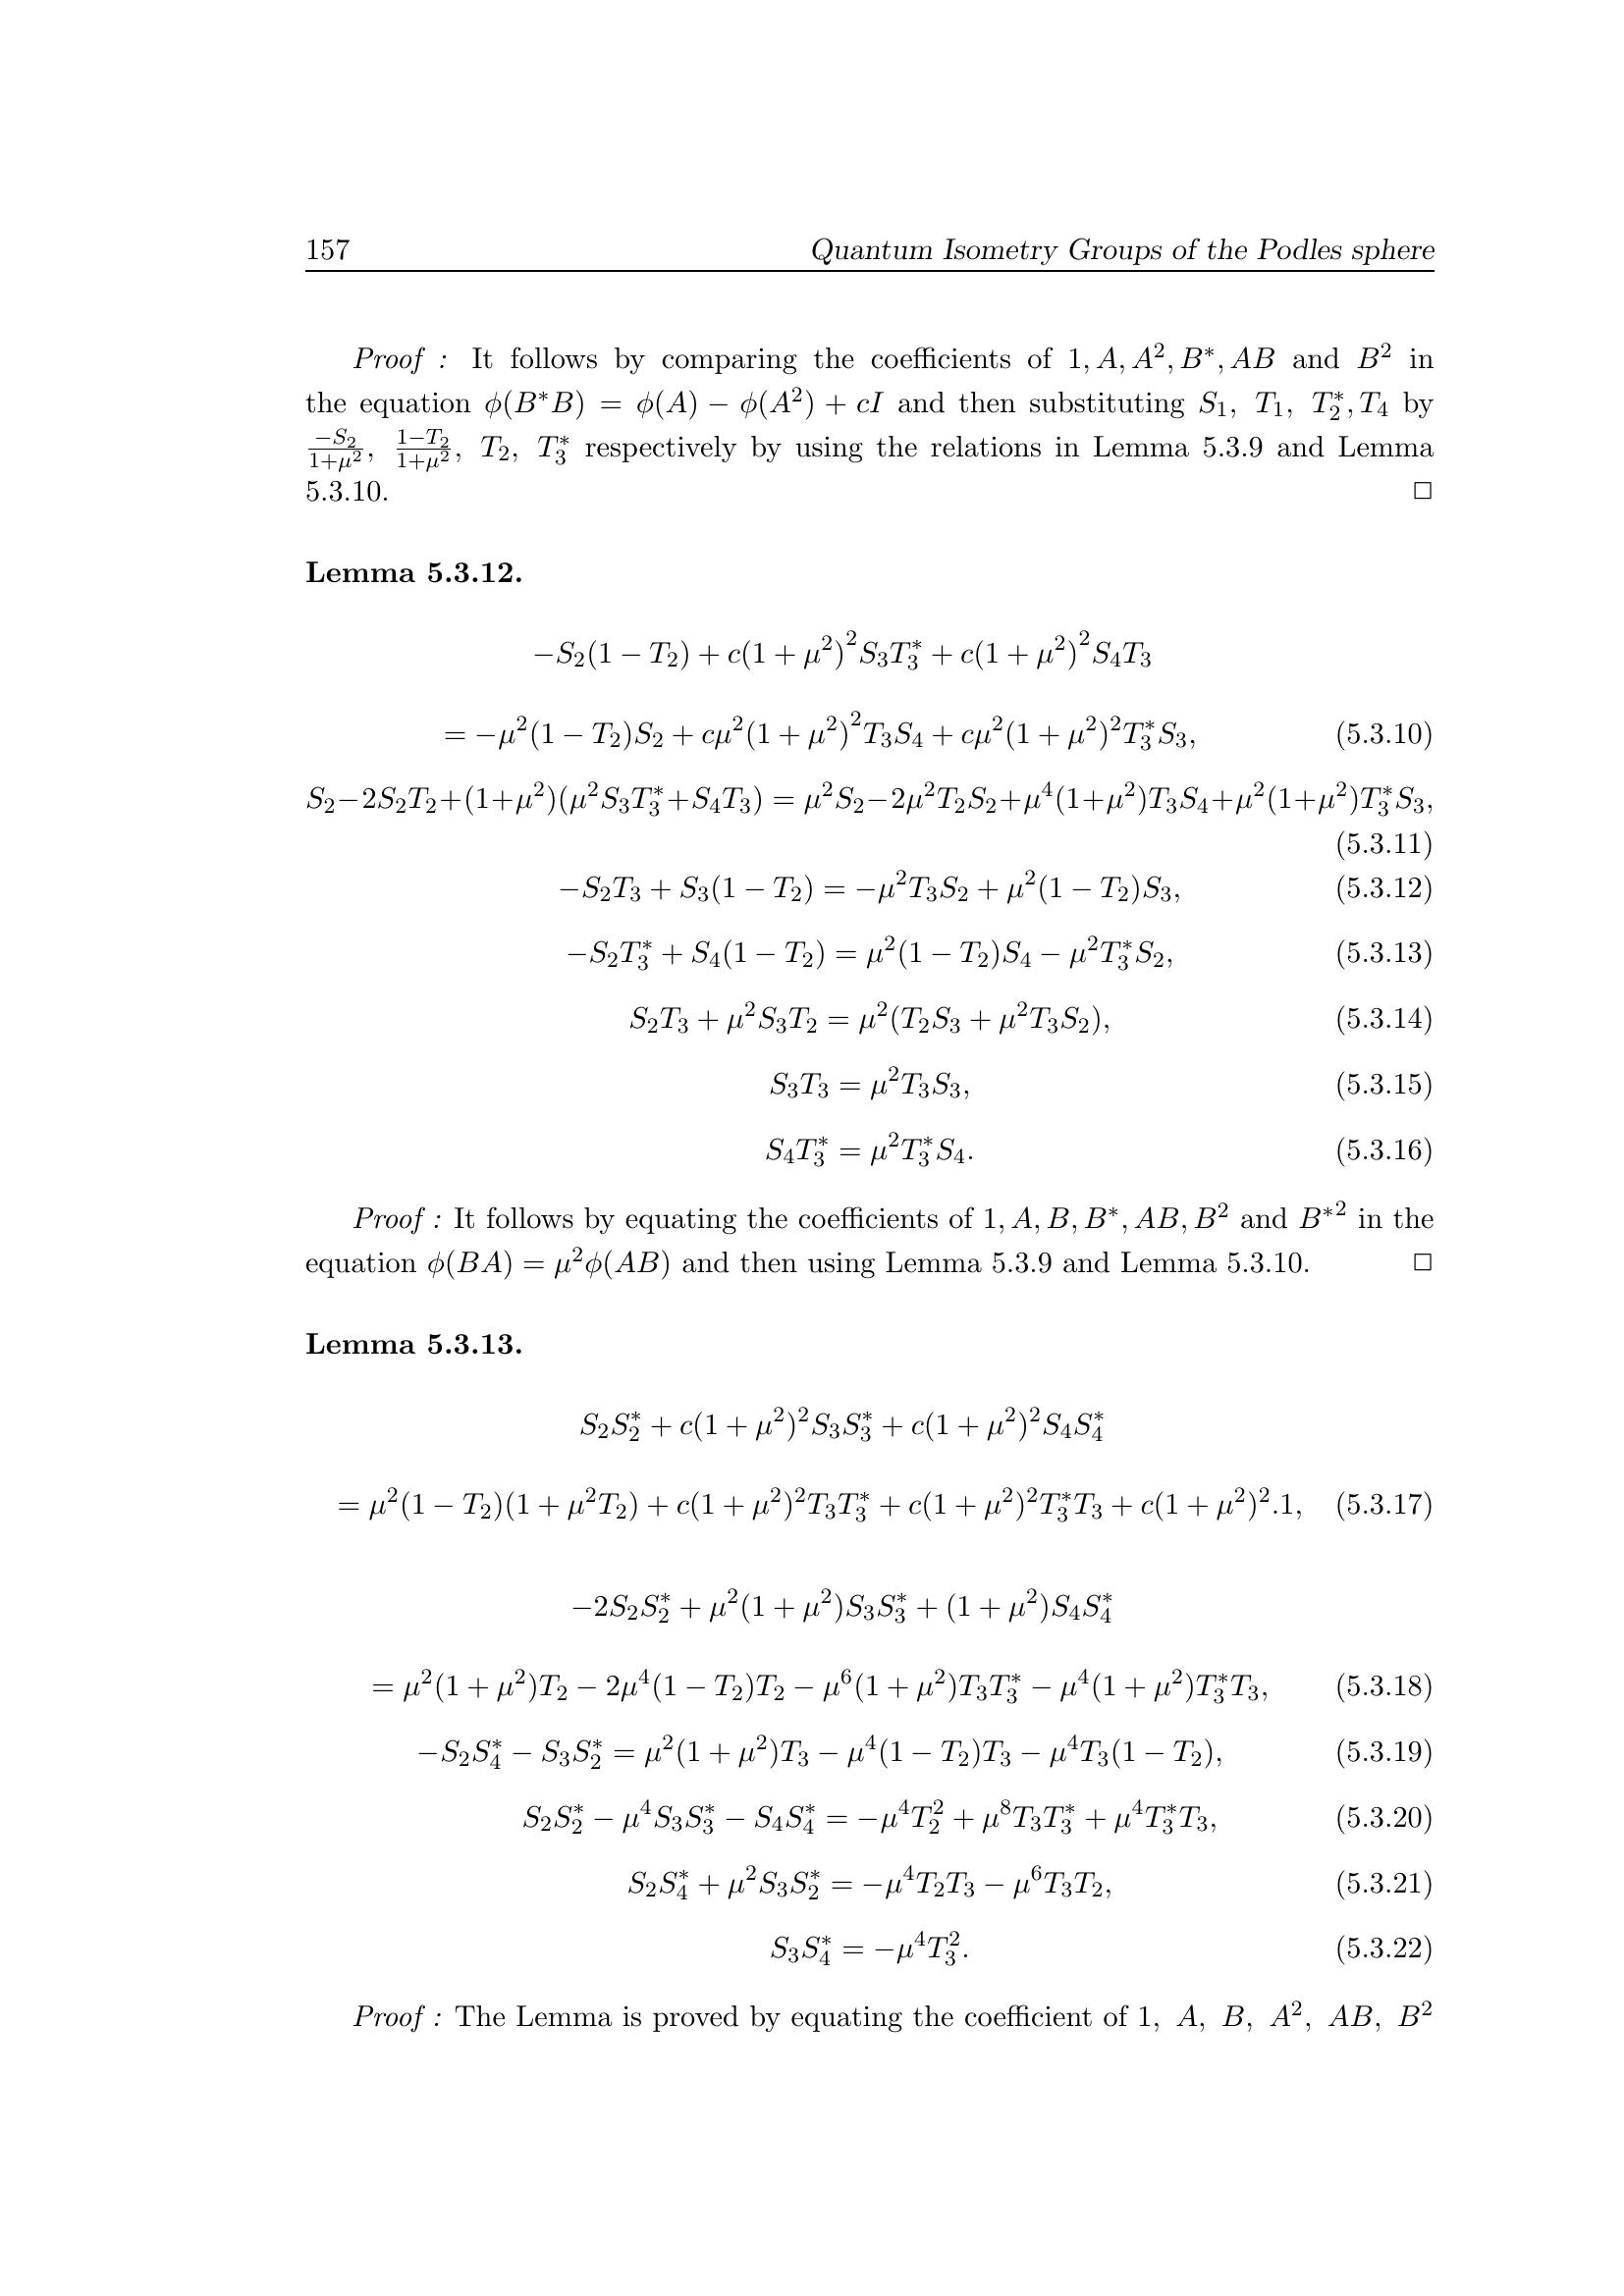 157 Quantum Isometry Groups of the Podles sphere
Proof : It follows by comparing the coefficients of $1, A, A^2, B^*, AB$ and $B^2$ in
the equation $\phi(B^*B) = \phi(A) - \phi(A^2) + cI$ and then substituting $S_1,\ T_1,\ T_2^*, T_4$ by
$\frac{-S_2}{1+\mu^2},\ \frac{1-T_2}{1+\mu^2},\ T_2,\ T_3^*$ respectively by using the relations in Lemma 5.3.9 and Lemma
5.3.10. □
Lemma 5.3.12.
$-S_2(1 - T_2) + c(1 + \mu^2)^2 S_3T_3^* + c(1 + \mu^2)^2 S_4T_3$
$= -\mu^2(1 - T_2)S_2 + c\mu^2(1 + \mu^2)^2 T_3S_4 + c\mu^2(1 + \mu^2)^2 T_3^*S_3,$ (5.3.10)
$S_2 - 2S_2T_2 + (1+\mu^2)(\mu^2S_3T_3^* + S_4T_3) = \mu^2S_2 - 2\mu^2T_2S_2 + \mu^4(1+\mu^2)T_3S_4 + \mu^2(1+\mu^2)T_3^*S_3,$
(5.3.11)
$-S_2T_3 + S_3(1 - T_2) = -\mu^2T_3S_2 + \mu^2(1 - T_2)S_3,$ (5.3.12)
$-S_2T_3^* + S_4(1 - T_2) = \mu^2(1 - T_2)S_4 - \mu^2T_3^*S_2,$ (5.3.13)
$S_2T_3 + \mu^2S_3T_2 = \mu^2(T_2S_3 + \mu^2T_3S_2),$ (5.3.14)
$S_3T_3 = \mu^2T_3S_3,$ (5.3.15)
$S_4T_3^* = \mu^2T_3^*S_4.$ (5.3.16)
Proof : It follows by equating the coefficients of $1, A, B, B^*, AB, B^2$ and $B^{*2}$ in the
equation $\phi(BA) = \mu^2\phi(AB)$ and then using Lemma 5.3.9 and Lemma 5.3.10. □
Lemma 5.3.13.
$S_2S_2^* + c(1 + \mu^2)^2S_3S_3^* + c(1 + \mu^2)^2S_4S_4^*$
$= \mu^2(1 - T_2)(1 + \mu^2T_2) + c(1 + \mu^2)^2T_3T_3^* + c(1 + \mu^2)^2T_3^*T_3 + c(1 + \mu^2)^2.1,$ (5.3.17)
$-2S_2S_2^* + \mu^2(1 + \mu^2)S_3S_3^* + (1 + \mu^2)S_4S_4^*$
$= \mu^2(1 + \mu^2)T_2 - 2\mu^4(1 - T_2)T_2 - \mu^6(1 + \mu^2)T_3T_3^* - \mu^4(1 + \mu^2)T_3^*T_3,$ (5.3.18)
$-S_2S_4^* - S_3S_2^* = \mu^2(1 + \mu^2)T_3 - \mu^4(1 - T_2)T_3 - \mu^4T_3(1 - T_2),$ (5.3.19)
$S_2S_2^* - \mu^4S_3S_3^* - S_4S_4^* = -\mu^4T_2^2 + \mu^8T_3T_3^* + \mu^4T_3^*T_3,$ (5.3.20)
$S_2S_4^* + \mu^2S_3S_2^* = -\mu^4T_2T_3 - \mu^6T_3T_2,$ (5.3.21)
$S_3S_4^* = -\mu^4T_3^2.$ (5.3.22)
Proof : The Lemma is proved by equating the coefficient of $1,\ A,\ B,\ A^2,\ AB,\ B^2$